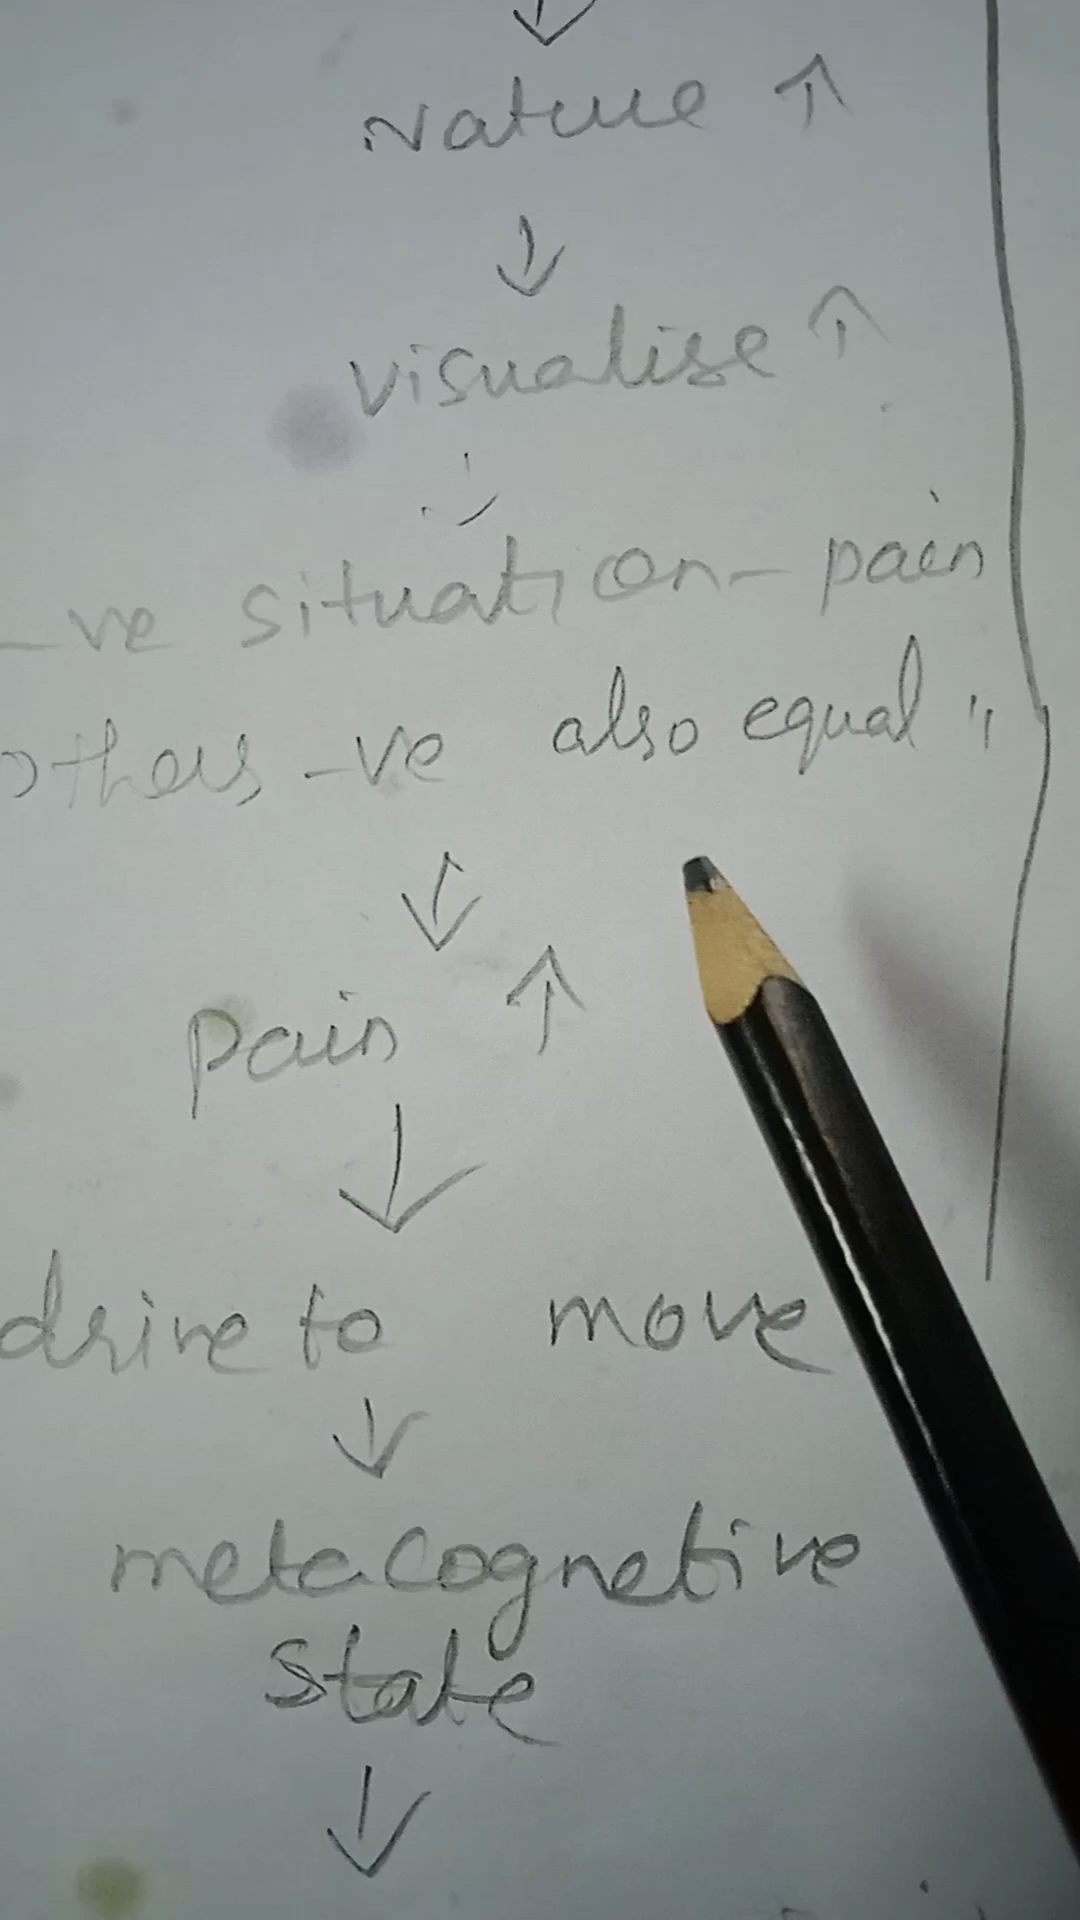 Nature ↑
visualise ↑
-ve situation - pain
others -ve also equal "
pain ↑
drive to move
metacognetive
state